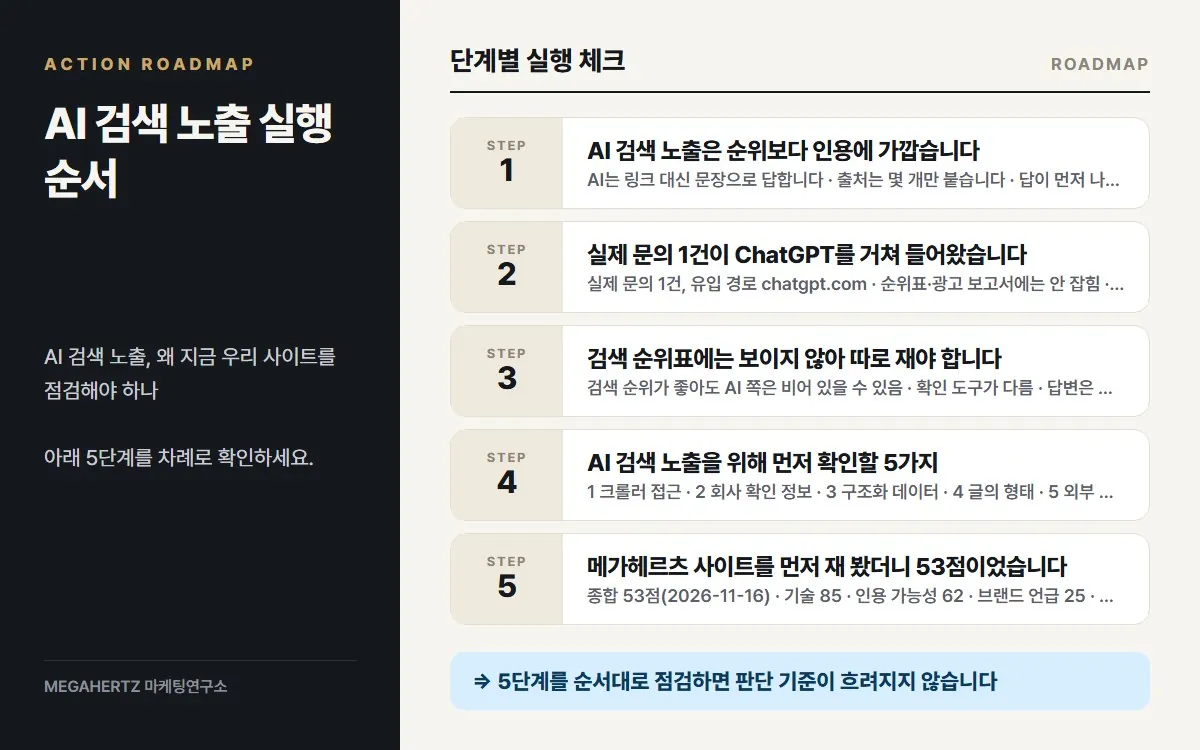 ACTION ROADMAP
AI 검색 노출 실행
순서
AI 검색 노출, 왜 지금 우리 사이트를
점검해야 하나
아래 5단계를 차례로 확인하세요.
MEGAHERTZ 마케팅연구소
단계별 실행 체크
ROADMAP
STEP
1
AI 검색 노출은 순위보다 인용에 가깝습니다
AI는 링크 대신 문장으로 답합니다 · 출처는 몇 개만 붙습니다 · 답이 먼저 나...
STEP
2
실제 문의 1건이 ChatGPT를 거쳐 들어왔습니다
실제 문의 1건, 유입 경로 chatgpt.com · 순위표·광고 보고서에는 안 잡힘 ·...
STEP
3
검색 순위표에는 보이지 않아 따로 재야 합니다
검색 순위가 좋아도 AI 쪽은 비어 있을 수 있음 · 확인 도구가 다름 · 답변은 ...
STEP
4
AI 검색 노출을 위해 먼저 확인할 5가지
1 크롤러 접근 · 2 회사 확인 정보 · 3 구조화 데이터 · 4 글의 형태 · 5 외부 ...
STEP
5
메가헤르츠 사이트를 먼저 재 봤더니 53점이었습니다
종합 53점(2026-11-16) · 기술 85 · 인용 가능성 62 · 브랜드 언급 25 · ...
→ 5단계를 순서대로 점검하면 판단 기준이 흐려지지 않습니다